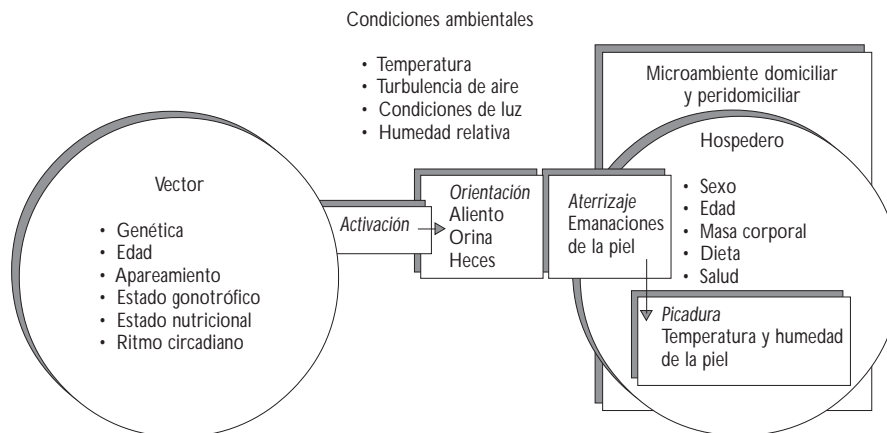 Condiciones ambientales
• Temperatura
• Turbulencia de aire
• Condiciones de luz
• Humedad relativa
Microambiente domiciliar
y peridomiciliar
Vector
• Genética
• Edad
• Apareamiento
• Estado gonotrófico
• Estado nutricional
• Ritmo circadiano
Activación
Orientación
Aliento
Orina
Heces
Aterrizaje
Emanaciones
de la piel
Hospedero
• Sexo
• Edad
• Masa corporal
• Dieta
• Salud
Picadura
Temperatura y humedad
de la piel